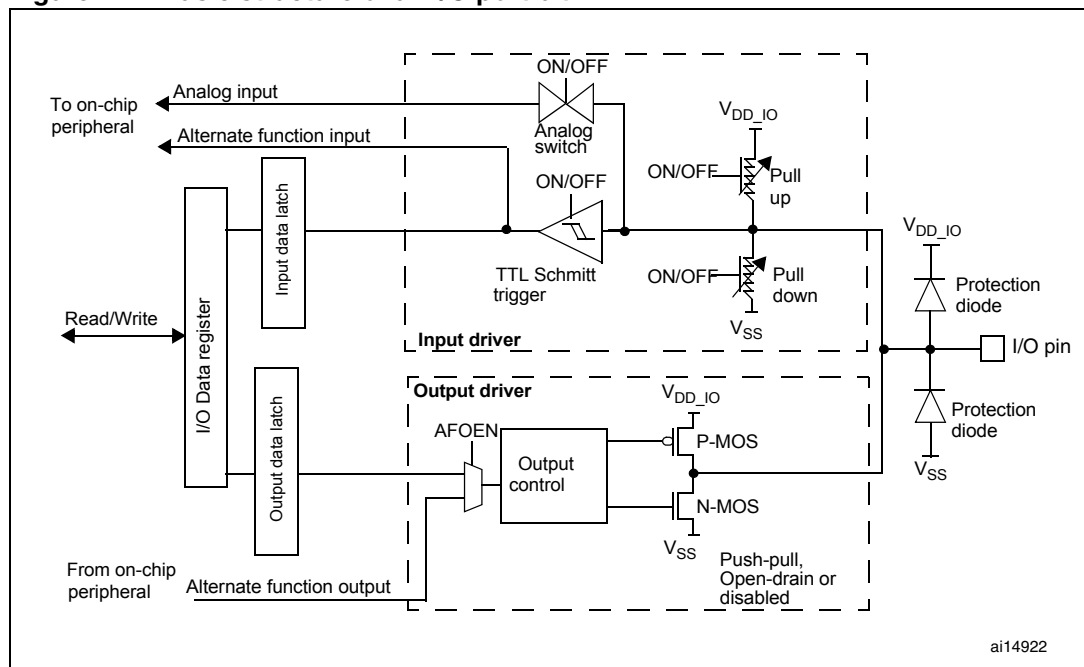 ON/OFF
Analog input
To on-chip
peripheral
Analog
switch
Alternate function input
V_DD_IO
ON/OFF
Pull
up
ON/OFF
TTL Schmitt
trigger
ON/OFF
Pull
down
V_SS
Input driver
V_DD_IO
Protection
diode
I/O pin
Protection
diode
V_SS
Read/Write
I/O Data register
Input data latch
Output data latch
Output driver
V_DD_IO
AFOEN
P-MOS
Output
control
N-MOS
V_SS
Push-pull,
Open-drain or
disabled
From on-chip
peripheral
Alternate function output
ai14922